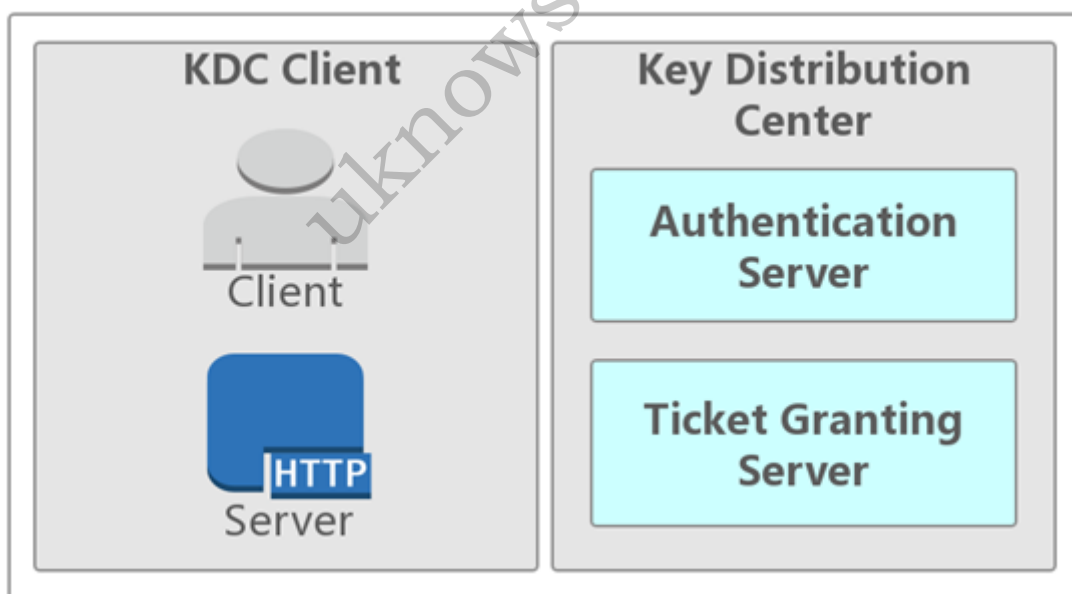 KDC Client
Client
HTTP
Server
Key Distribution
Center
Authentication
Server
Ticket Granting
Server
uknows